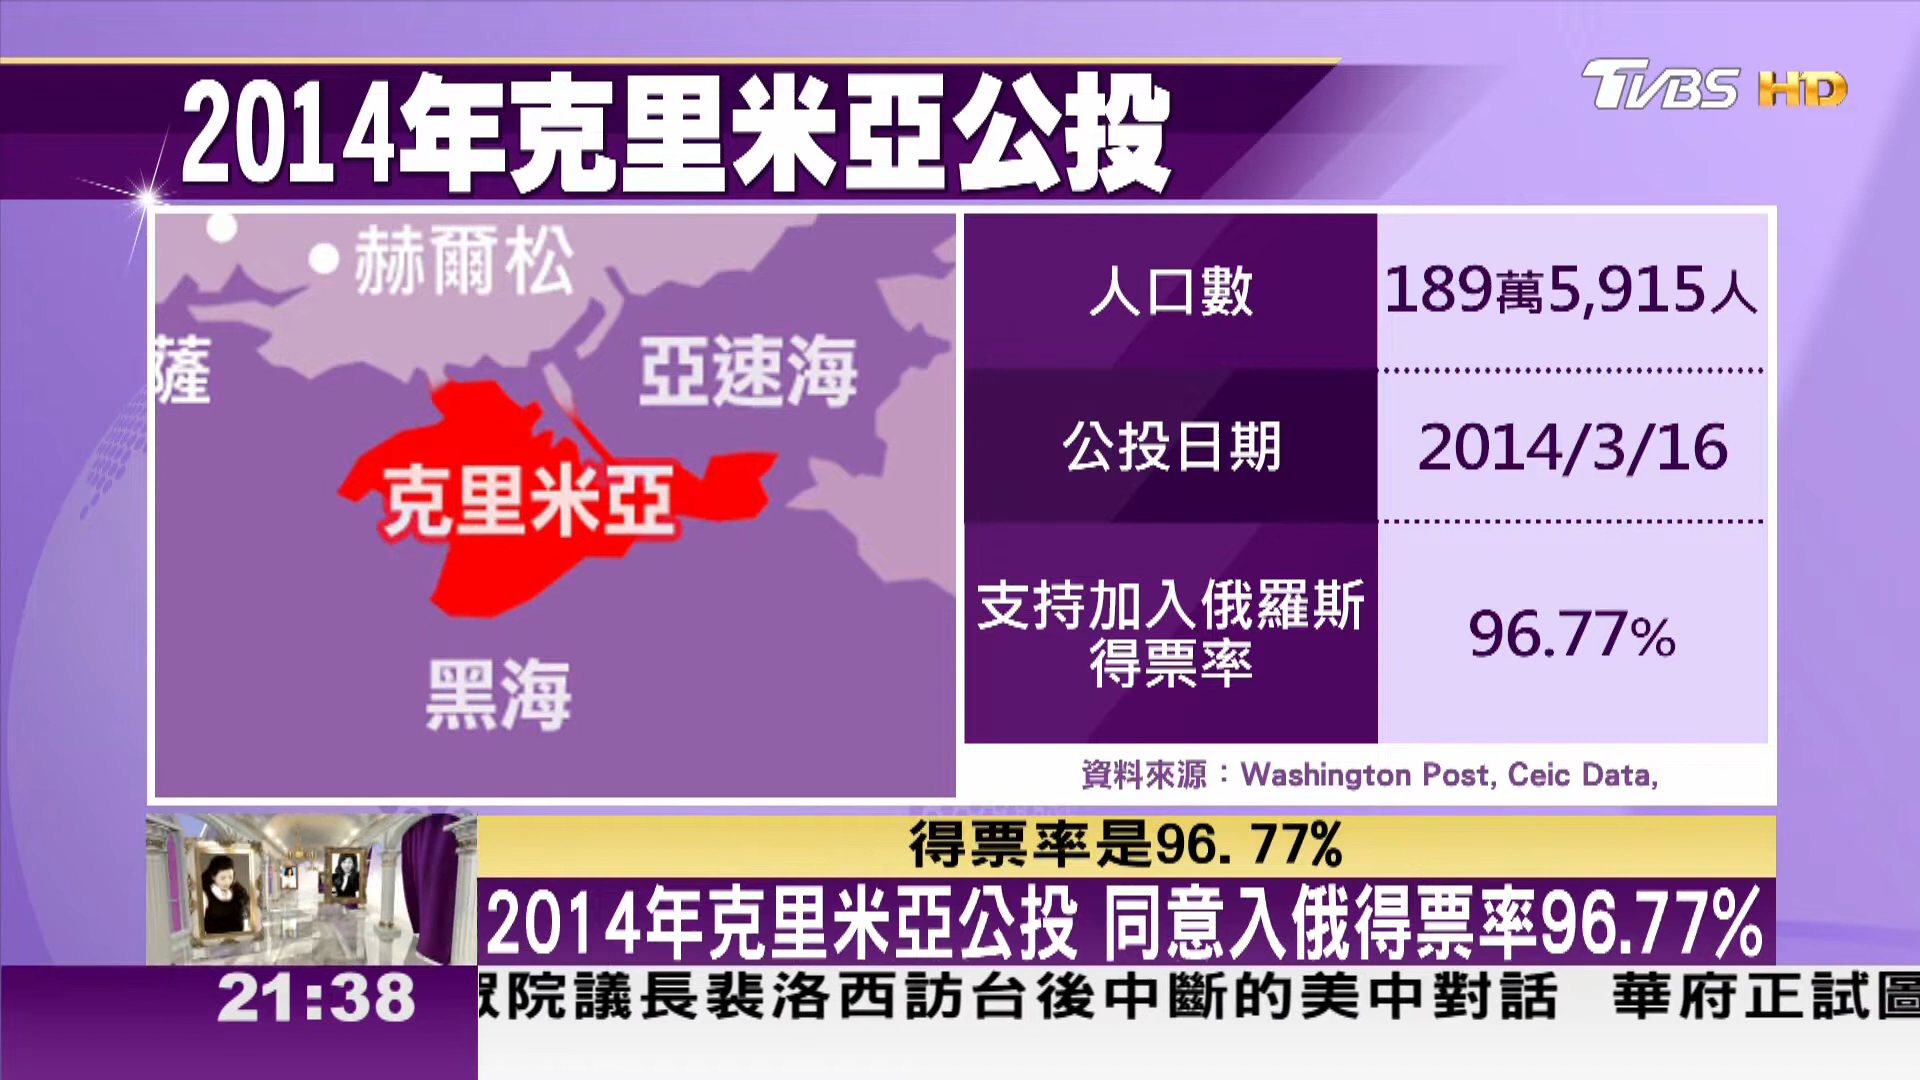 2014年克里米亞公投
TVBS HD
赫爾松
薩
亞速海
克里米亞
黑海
人口數
189萬5,915人
公投日期
2014/3/16
支持加入俄羅斯
得票率
96.77%
資料來源：Washington Post, Ceic Data,
得票率是96.77%
2014年克里米亞公投 同意入俄得票率96.77%
21:38
眾院議長裴洛西訪台後中斷的美中對話 華府正試圖